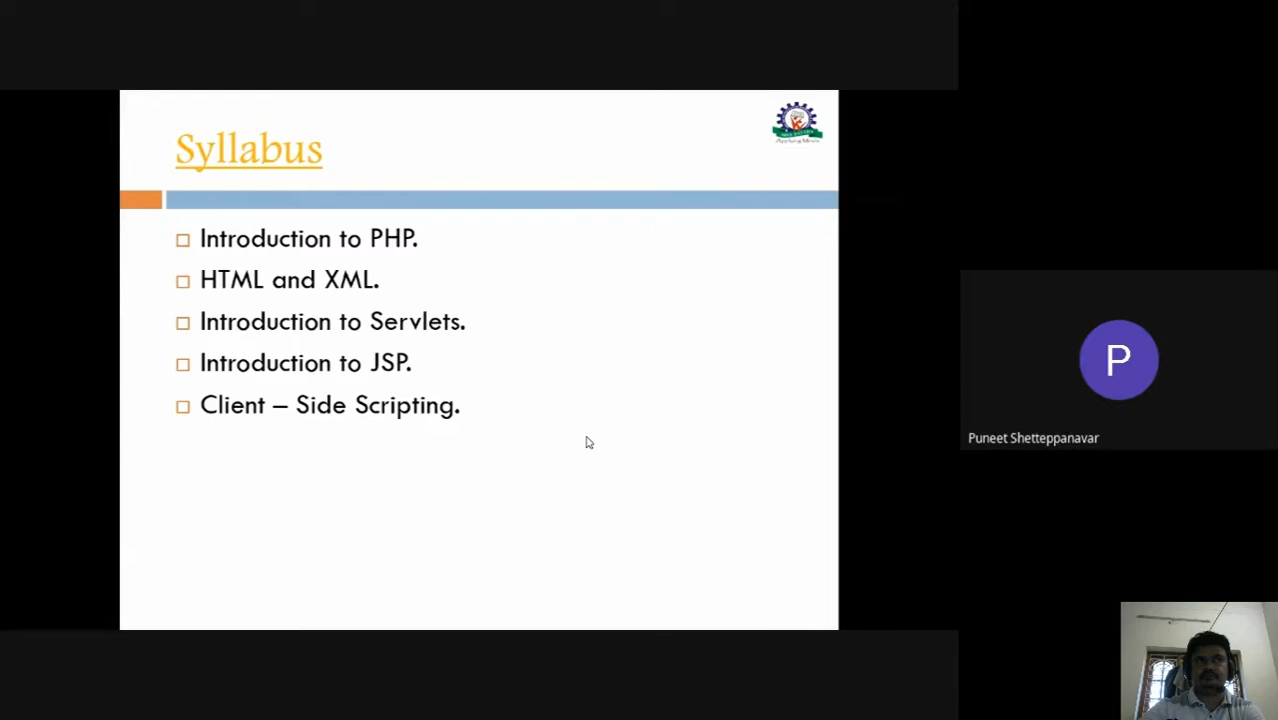 Syllabus
Introduction to PHP.
HTML and XML.
Introduction to Servlets.
Introduction to JSP.
Client – Side Scripting.
P
Puneet Shetteppanavar